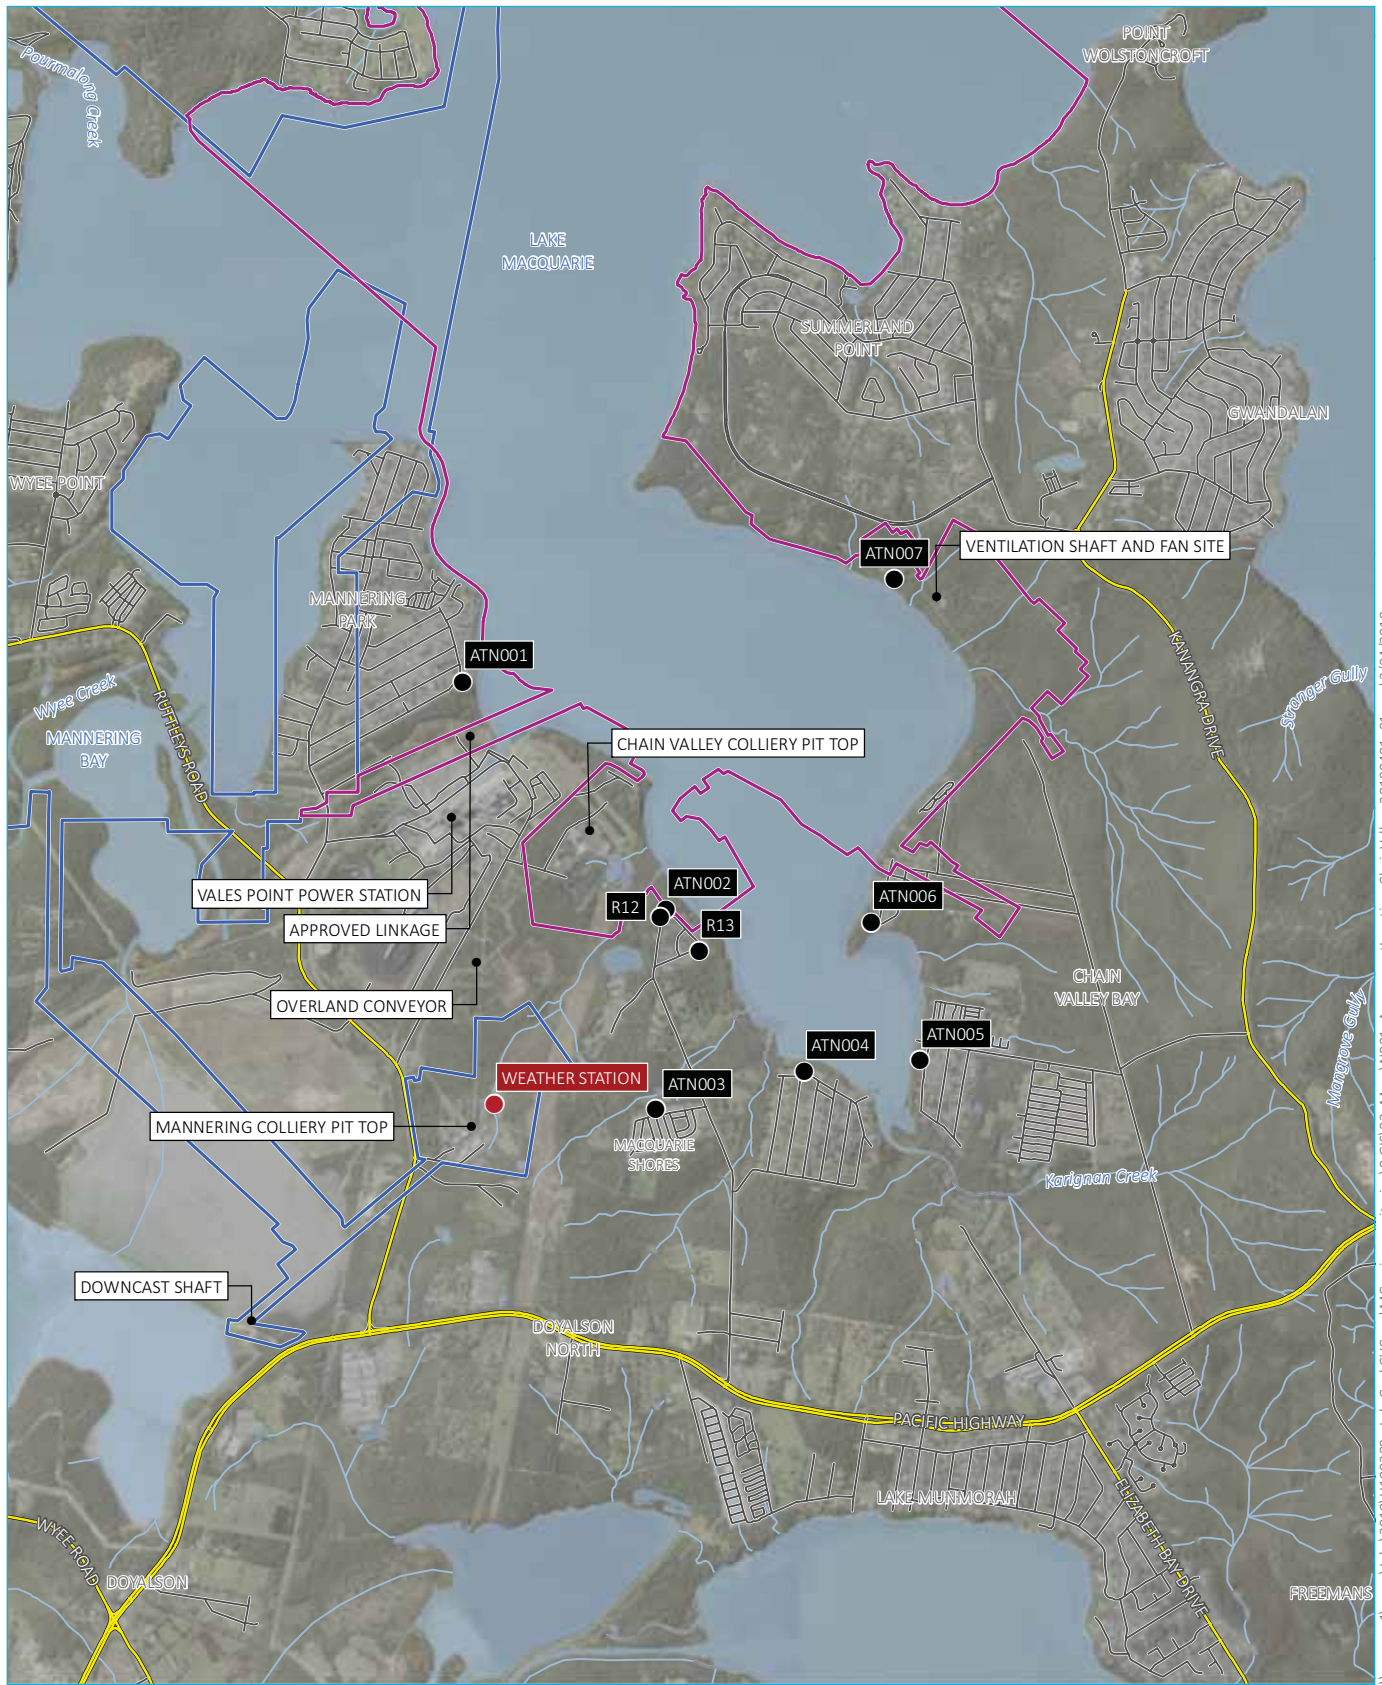 POINT
WOLSTONCROFT
Pourmalong
Creek
LAKE
MACQUARIE
SUMMERLAND
POINT
GWANDALAN
WYEE POINT
ATN007
VENTILATION SHAFT AND FAN SITE
MANNERING
PARK
ATN001
KANANGRA DRIVE
Stranger Gully
Wyee Creek
MANNERING
BAY
RUTTLEYS ROAD
CHAIN VALLEY COLLIERY PIT TOP
VALES POINT POWER STATION
ATN002
R12
ATN006
R13
APPROVED LINKAGE
OVERLAND CONVEYOR
CHAIN
VALLEY BAY
Mangrove Gully
ATN004
ATN005
WEATHER STATION
ATN003
MANNERING COLLIERY PIT TOP
MACQUARIE
SHORES
Karignan Creek
DOWNCAST SHAFT
DOYALSON
NORTH
PACIFIC HIGHWAY
LAKE MUNMORAH
ELIZABETH BAY DRIVE
WYEE ROAD
DOYALSON
FREEMANS